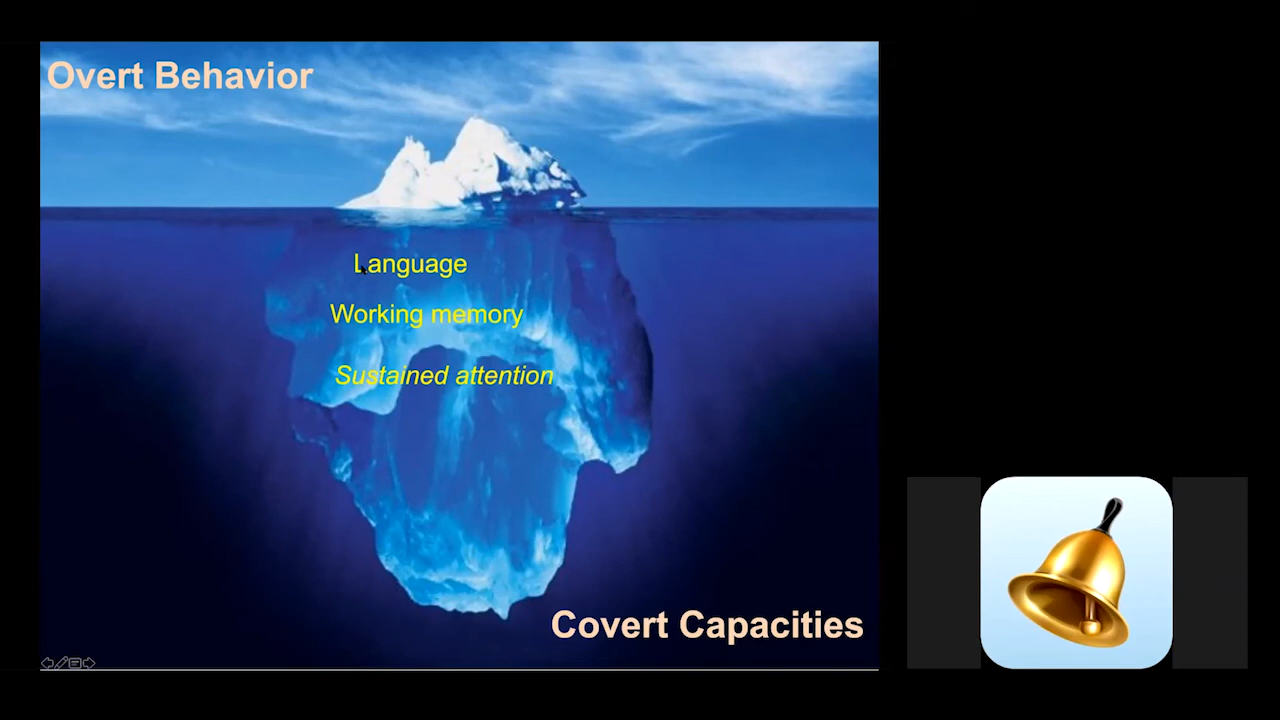 Overt Behavior
Language
Working memory
Sustained attention
Covert Capacities